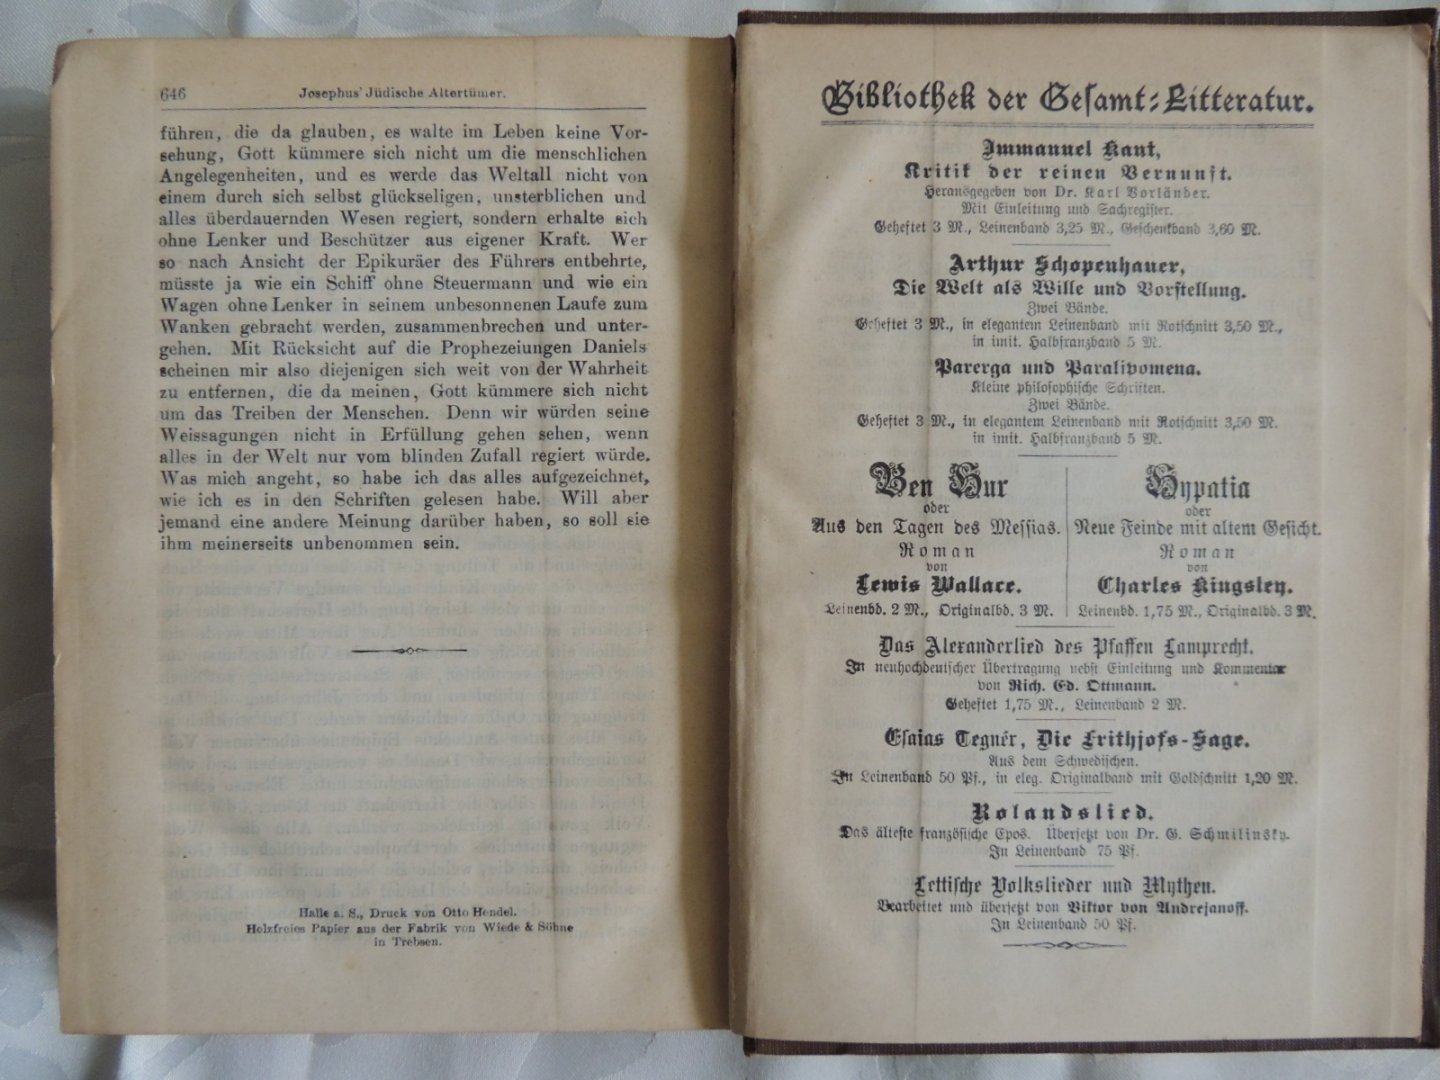 646
Josephus' Jüdische Altertümer.
führen, die da glauben, es walte im Leben keine Vor-
sehung, Gott kümmere sich nicht um die menschlichen
Angelegenheiten, und es werde das Weltall nicht von
einem durch sich selbst glückseligen, unsterblichen und
alles überdauernden Wesen regiert, sondern erhalte sich
ohne Lenker und Beschützer aus eigener Kraft. Wer
so nach Ansicht der Epikuräer des Führers entbehrte,
müsste ja wie ein Schiff ohne Steuermann und wie ein
Wagen ohne Lenker in seinem unbesonnenen Laufe zum
Wanken gebracht werden, zusammenbrechen und unter-
gehen. Mit Rücksicht auf die Prophezeiungen Daniels
scheinen mir also diejenigen sich weit von der Wahrheit
zu entfernen, die da meinen, Gott kümmere sich nicht
um das Treiben der Menschen. Denn wir würden seine
Weissagungen nicht in Erfüllung gehen sehen, wenn
alles in der Welt nur vom blinden Zufall regiert würde.
Was mich angeht, so habe ich das alles aufgezeichnet,
wie ich es in den Schriften gelesen habe. Will aber
jemand eine andere Meinung darüber haben, so soll sie
ihm meinerseits unbenommen sein.
Halle a. S., Druck von Otto Hendel.
Holzfreies Papier aus der Fabrik von Wiede & Söhne
in Trebsen.
Bibliothek der Gesamt-Litteratur.
Immanuel Kant,
Kritik der reinen Vernunft.
Herausgegeben von Dr. Karl Vorländer.
Mit Einleitung und Sachregister.
Geheftet 3 M., Leinenband 3,25 M., Geschenkband 3,60 M.
Arthur Schopenhauer,
Die Welt als Wille und Vorstellung.
Zwei Bände.
Geheftet 3 M., in elegantem Leinenband mit Rotschnitt 3,50 M.,
in imit. Halbfranzband 5 M.
Parerga und Paralipomena.
Kleine philosophische Schriften.
Zwei Bände.
Geheftet 3 M., in elegantem Leinenband mit Rotschnitt 3,50 M.
in imit. Halbfranzband 5 M.
Ben Hur
oder
Aus den Tagen des Messias.
Roman
von
Lewis Wallace.
Leinenbd. 2 M., Originalbd. 3 M.
Hypatia
oder
Neue Feinde mit altem Gesicht.
Roman
von
Charles Kingsley.
Leinenbd. 1,75 M., Originalbd. 3 M.
Das Alexanderlied des Pfaffen Lamprecht.
In neuhochdeutscher Übertragung nebst Einleitung und Kommentar
von Rich. Ed. Ottmann.
Geheftet 1,75 M., Leinenband 2 M.
Esaias Tegnér, Die Frithjofs-Sage.
Aus dem Schwedischen.
In Leinenband 50 Pf., in eleg. Originalband mit Goldschnitt 1,20 M.
Rolandslied.
Das älteste französische Epos. Übersetzt von Dr. G. Schmilinsky.
In Leinenband 75 Pf.
Lettische Volkslieder und Mythen.
Bearbeitet und übersetzt von Viktor von Andrejanoff.
In Leinenband 50 Pf.